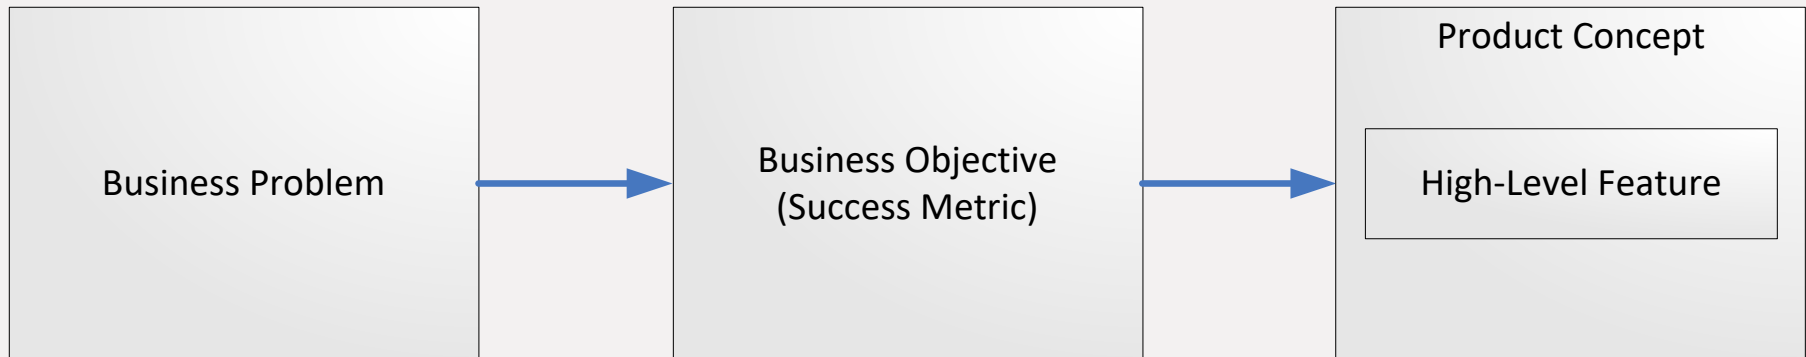 Business Problem
Business Objective
(Success Metric)
Product Concept
High-Level Feature